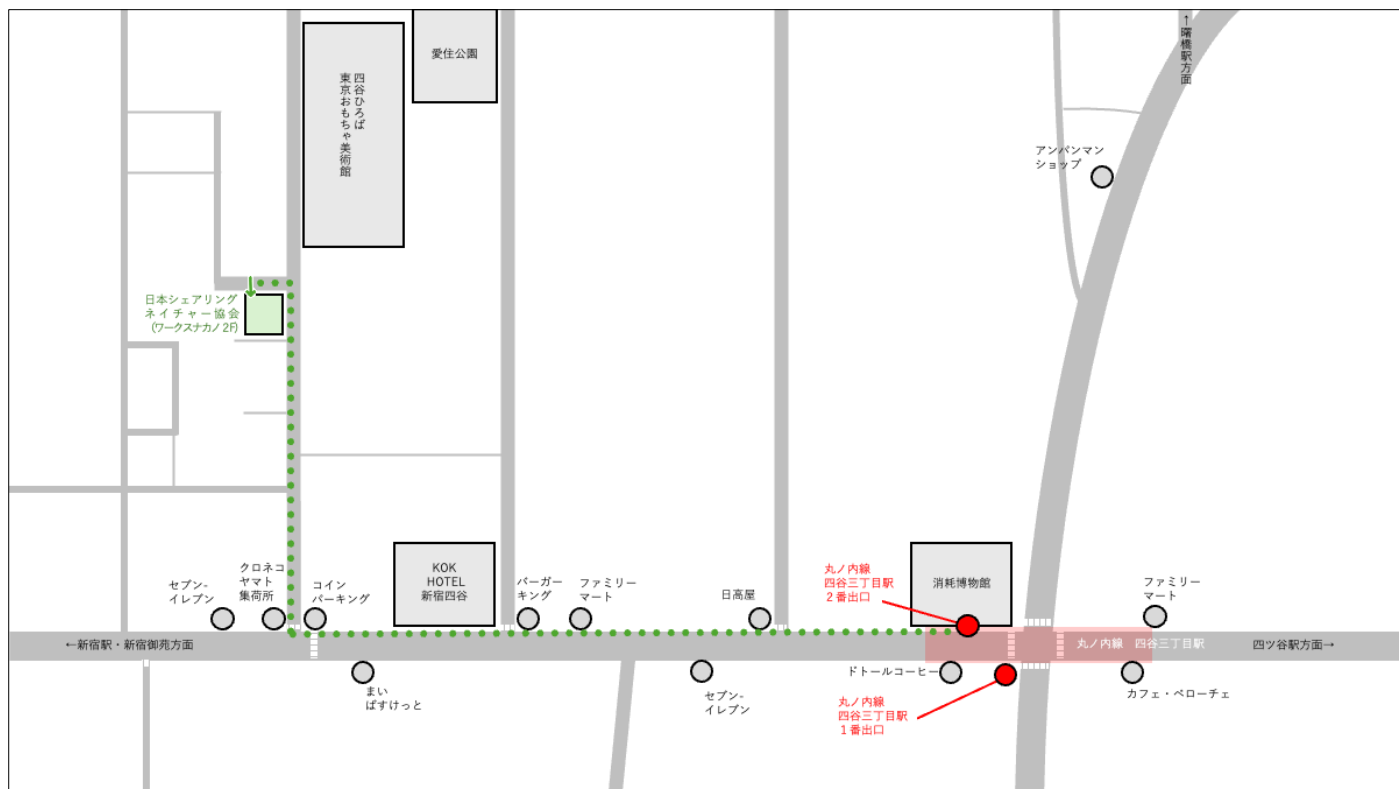 愛住公園
四谷ひろば
東京おもちゃ美術館
↑曙橋駅方面
アンパンマン
ショップ
日本シェアリング
ネイチャー協会
(ワークスナカノ2F)
セブン-
イレブン
クロネコ
ヤマト
集荷所
コイン
パーキング
KOK
HOTEL
新宿四谷
バーガー
キング
ファミリー
マート
日高屋
丸ノ内線
四谷三丁目駅
2番出口
消耗博物館
ファミリー
マート
←新宿駅・新宿御苑方面
丸ノ内線 四谷三丁目駅
四ツ谷駅方面→
まい
ばすけっと
セブン-
イレブン
ドトールコーヒー
丸ノ内線
四谷三丁目駅
1番出口
カフェ・ベローチェ